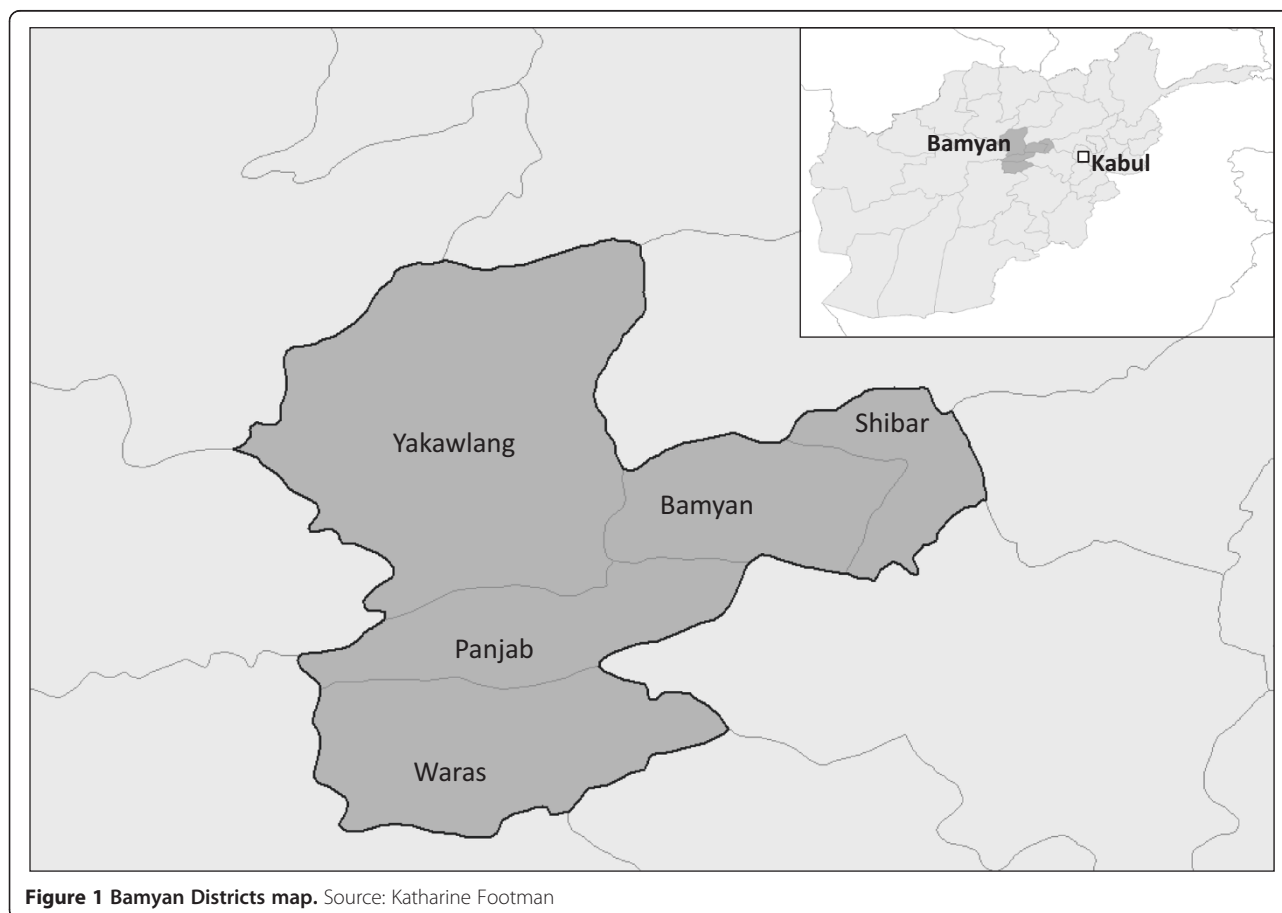 Bamyan
Kabul
Shibar
Yakawlang
Bamyan
Panjab
Waras
Figure 1 Bamyan Districts map. Source: Katharine Footman